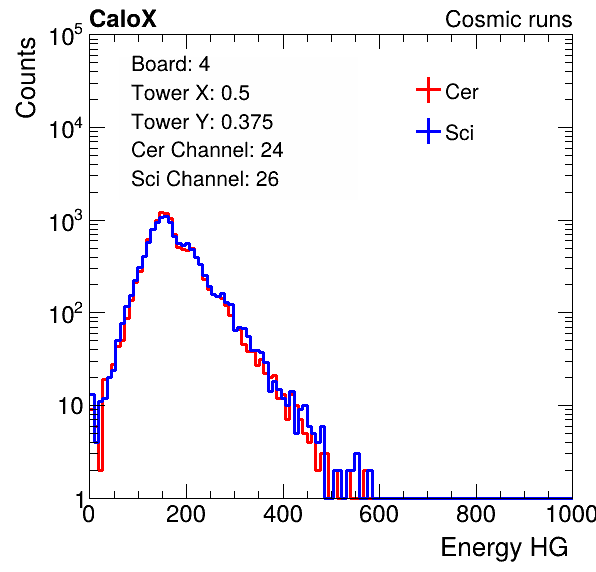 CaloX Cosmic runs
Counts
Board: 4
Tower X: 0.5
Tower Y: 0.375
Cer Channel: 24
Sci Channel: 26
Cer
Sci
10^5
10^4
10^3
10^2
10
1
0 200 400 600 800 1000
Energy HG